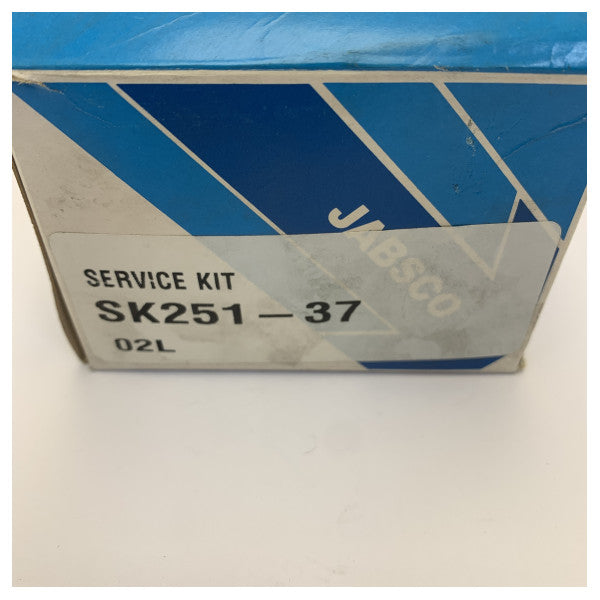 JABSCO
SERVICE KIT
SK251-37
02L